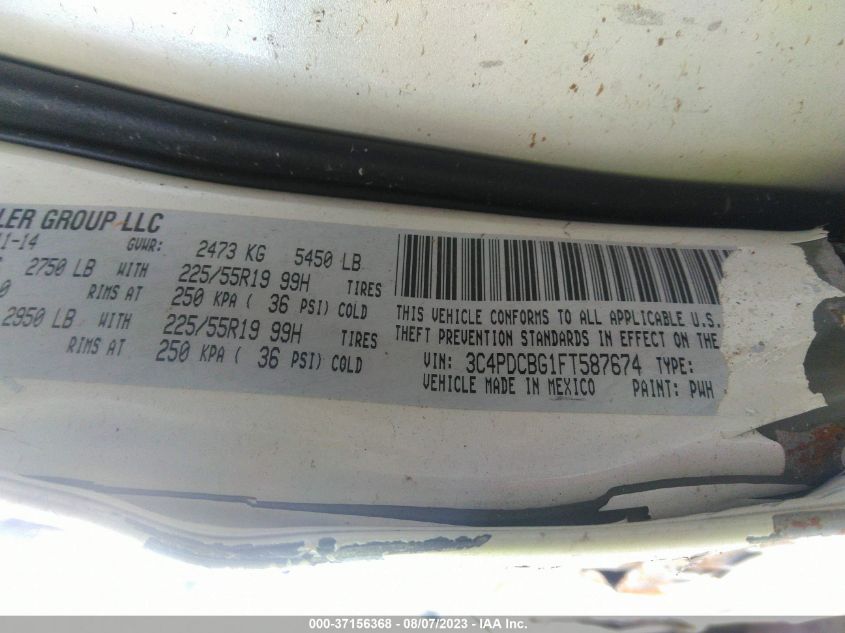 LER GROUP LLC
1-14 GVWR: 2473 KG 5450 LB
2750 LB WITH 225/55R19 99H TIRES
0 RIMS AT 250 KPA ( 36 PSI) COLD
2950 LB WITH 225/55R19 99H TIRES
RIMS AT 250 KPA ( 36 PSI) COLD
THIS VEHICLE CONFORMS TO ALL APPLICABLE U.S.
THEFT PREVENTION STANDARDS IN EFFECT ON THE
VIN: 3C4PDCBG1FT587674 TYPE:
VEHICLE MADE IN MEXICO PAINT: PWH
000-37156368 - 08/07/2023 - IAA Inc.